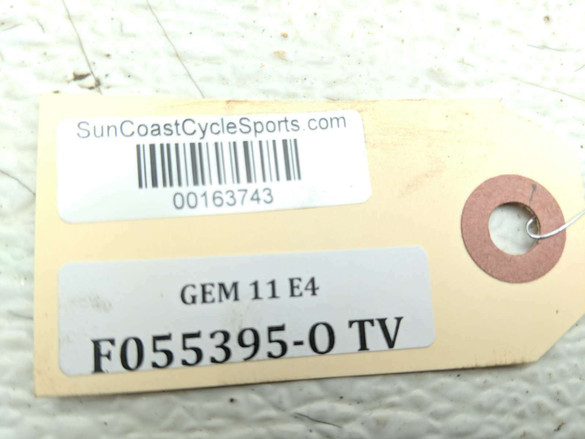 SunCoastCycleSports.com
00163743
GEM 11 E4
F055395-O TV